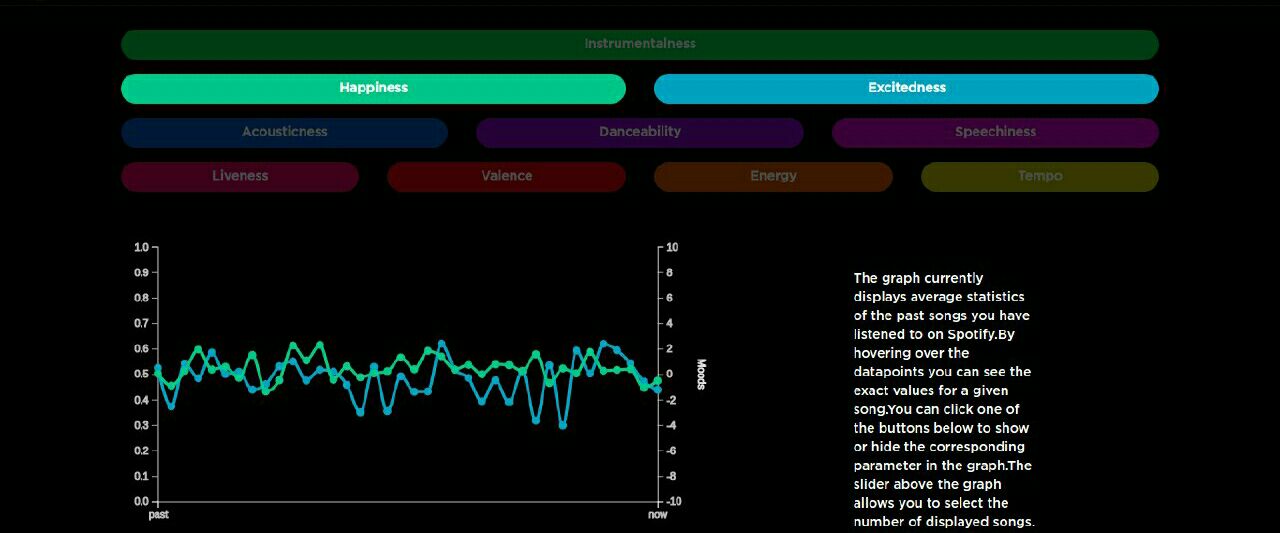 Instrumentalness
Happiness Excitedness
Acousticness Danceability Speechiness
Liveness Valence Energy Tempo
1.0 10
0.9 8
0.8 6
0.7 4
0.6 2
0.5 0
0.4 -2
0.3 -4
0.2 -6
0.1 -8
0.0 -10
past now
Moods
The graph currently
displays average statistics
of the past songs you have
listened to on Spotify.By
hovering over the
datapoints you can see the
exact values for a given
song.You can click one of
the buttons below to show
or hide the corresponding
parameter in the graph.The
slider above the graph
allows you to select the
number of displayed songs.